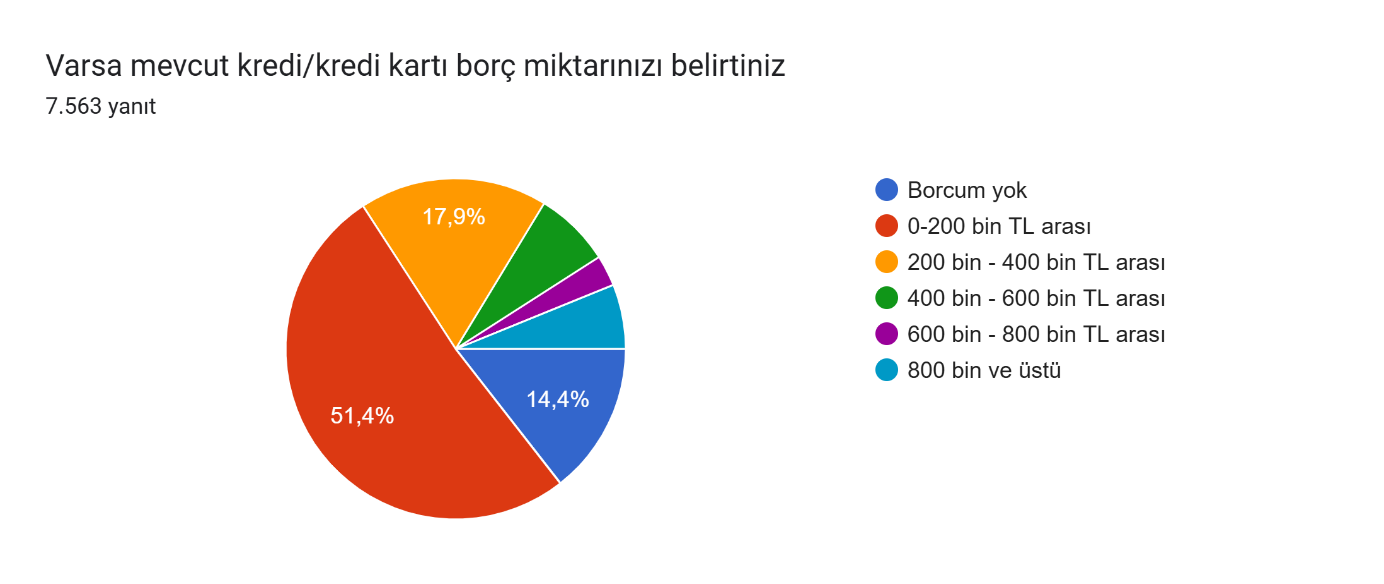 Varsa mevcut kredi/kredi kartı borç miktarınızı belirtiniz
7.563 yanıt
17,9%
14,4%
51,4%
Borcum yok
0-200 bin TL arası
200 bin - 400 bin TL arası
400 bin - 600 bin TL arası
600 bin - 800 bin TL arası
800 bin ve üstü